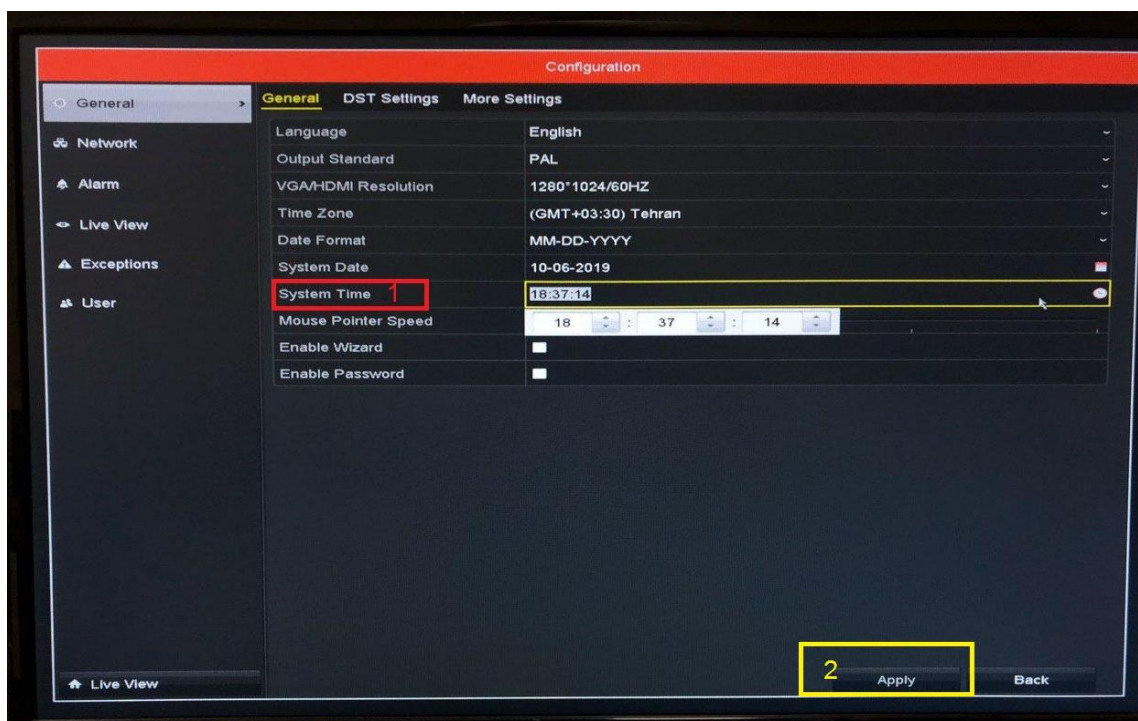 Configuration
General
Network
Alarm
Live View
Exceptions
User
General DST Settings More Settings
Language English
Output Standard PAL
VGA/HDMI Resolution 1280*1024/60HZ
Time Zone (GMT+03:30) Tehran
Date Format MM-DD-YYYY
System Date 10-06-2019
System Time 1 18:37:14
Mouse Pointer Speed 18 : 37 : 14
Enable Wizard
Enable Password
Live View
2 Apply Back